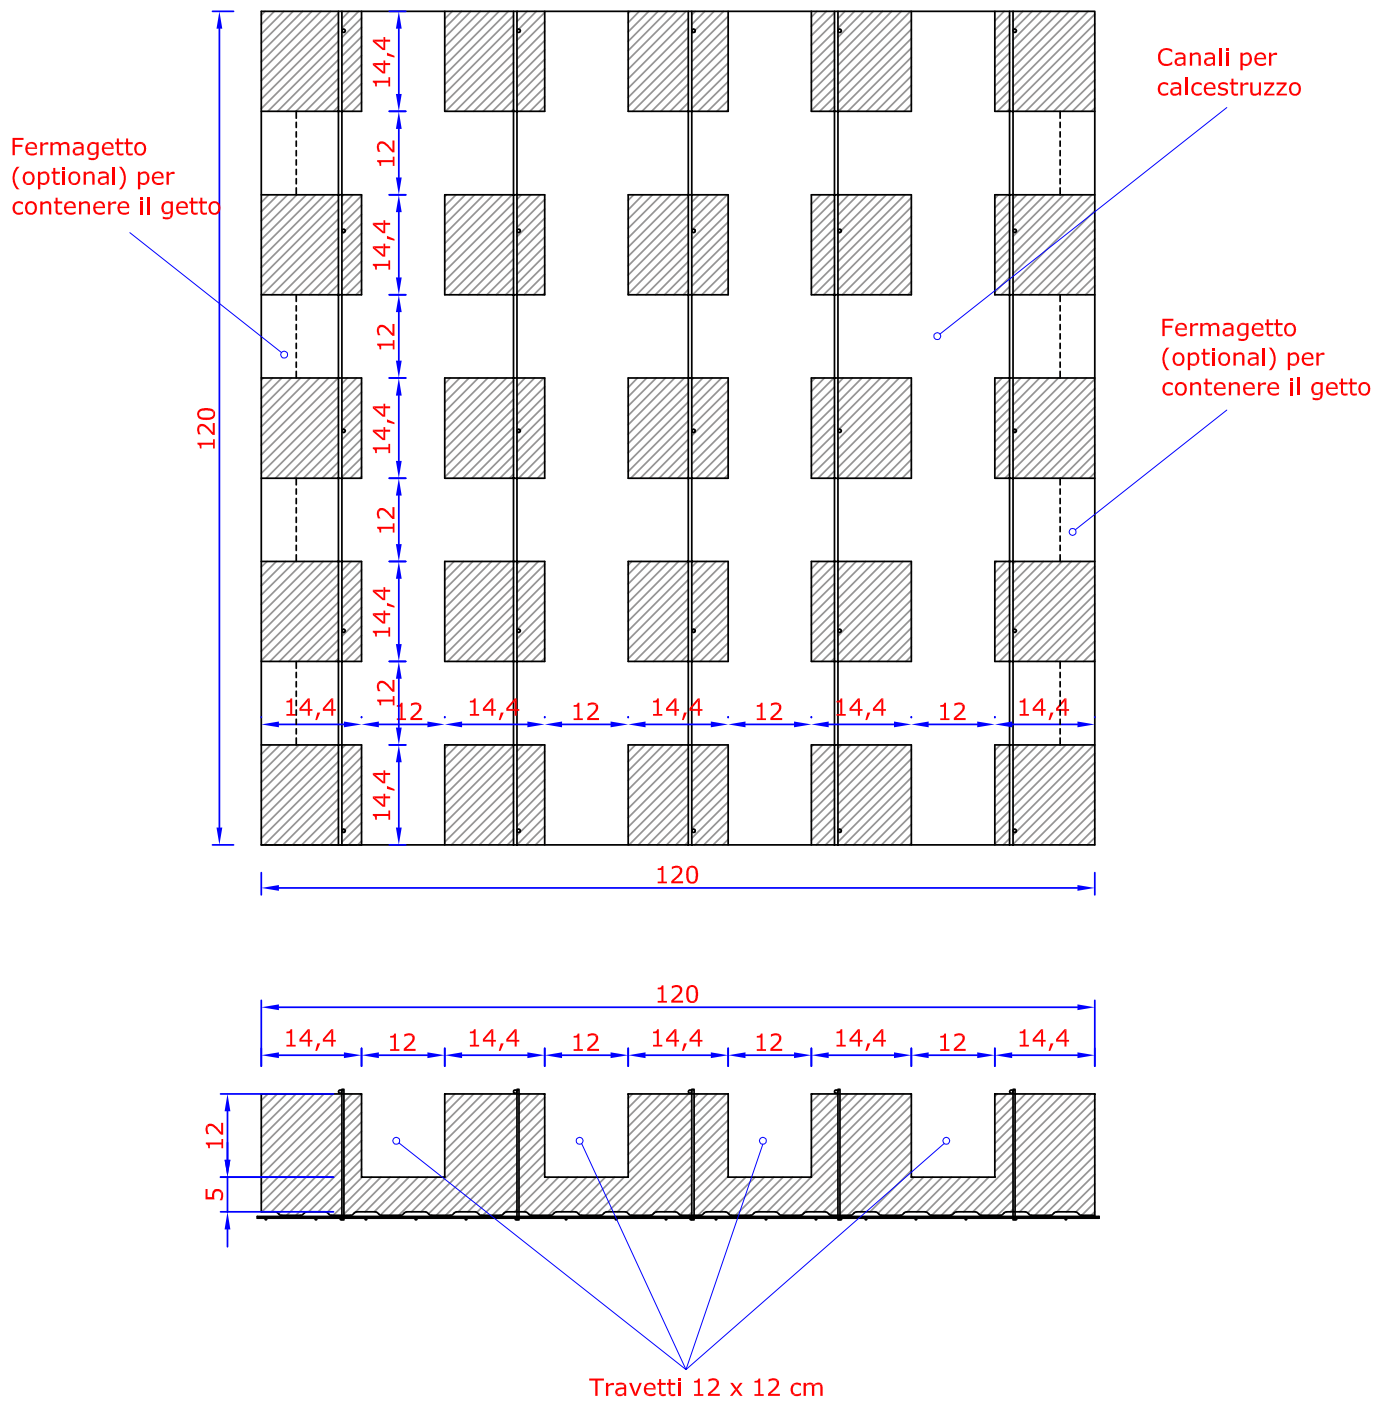 Canali per
calcestruzzo
Fermagetto
(optional) per
contenere il getto
Fermagetto
(optional) per
contenere il getto
14,4
12
14,4
12
14,4
12
14,4
12
14,4
120
14,4 12 14,4 12 14,4 12 14,4 12 14,4
120
120
14,4 12 14,4 12 14,4 12 14,4 12 14,4
12
5
Travetti 12 x 12 cm